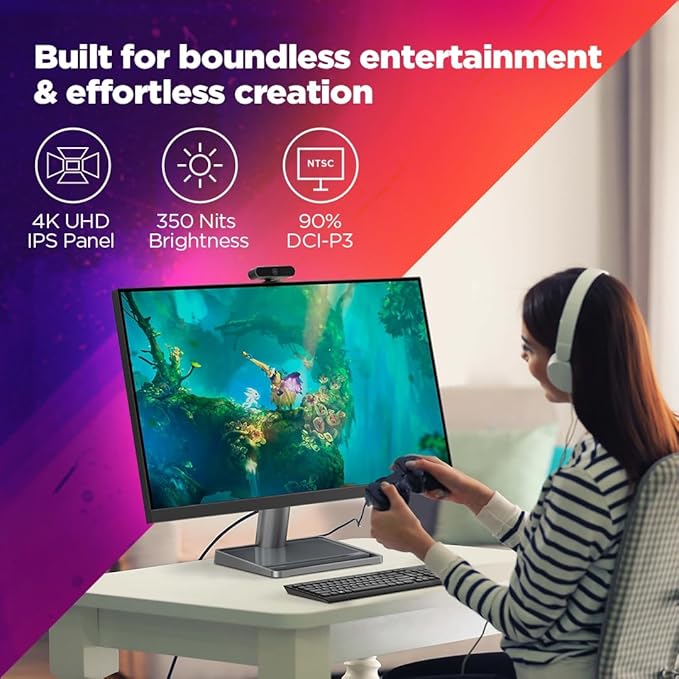 Built for boundless entertainment
& effortless creation
NTSC
4K UHD
IPS Panel
350 Nits
Brightness
90%
DCI-P3